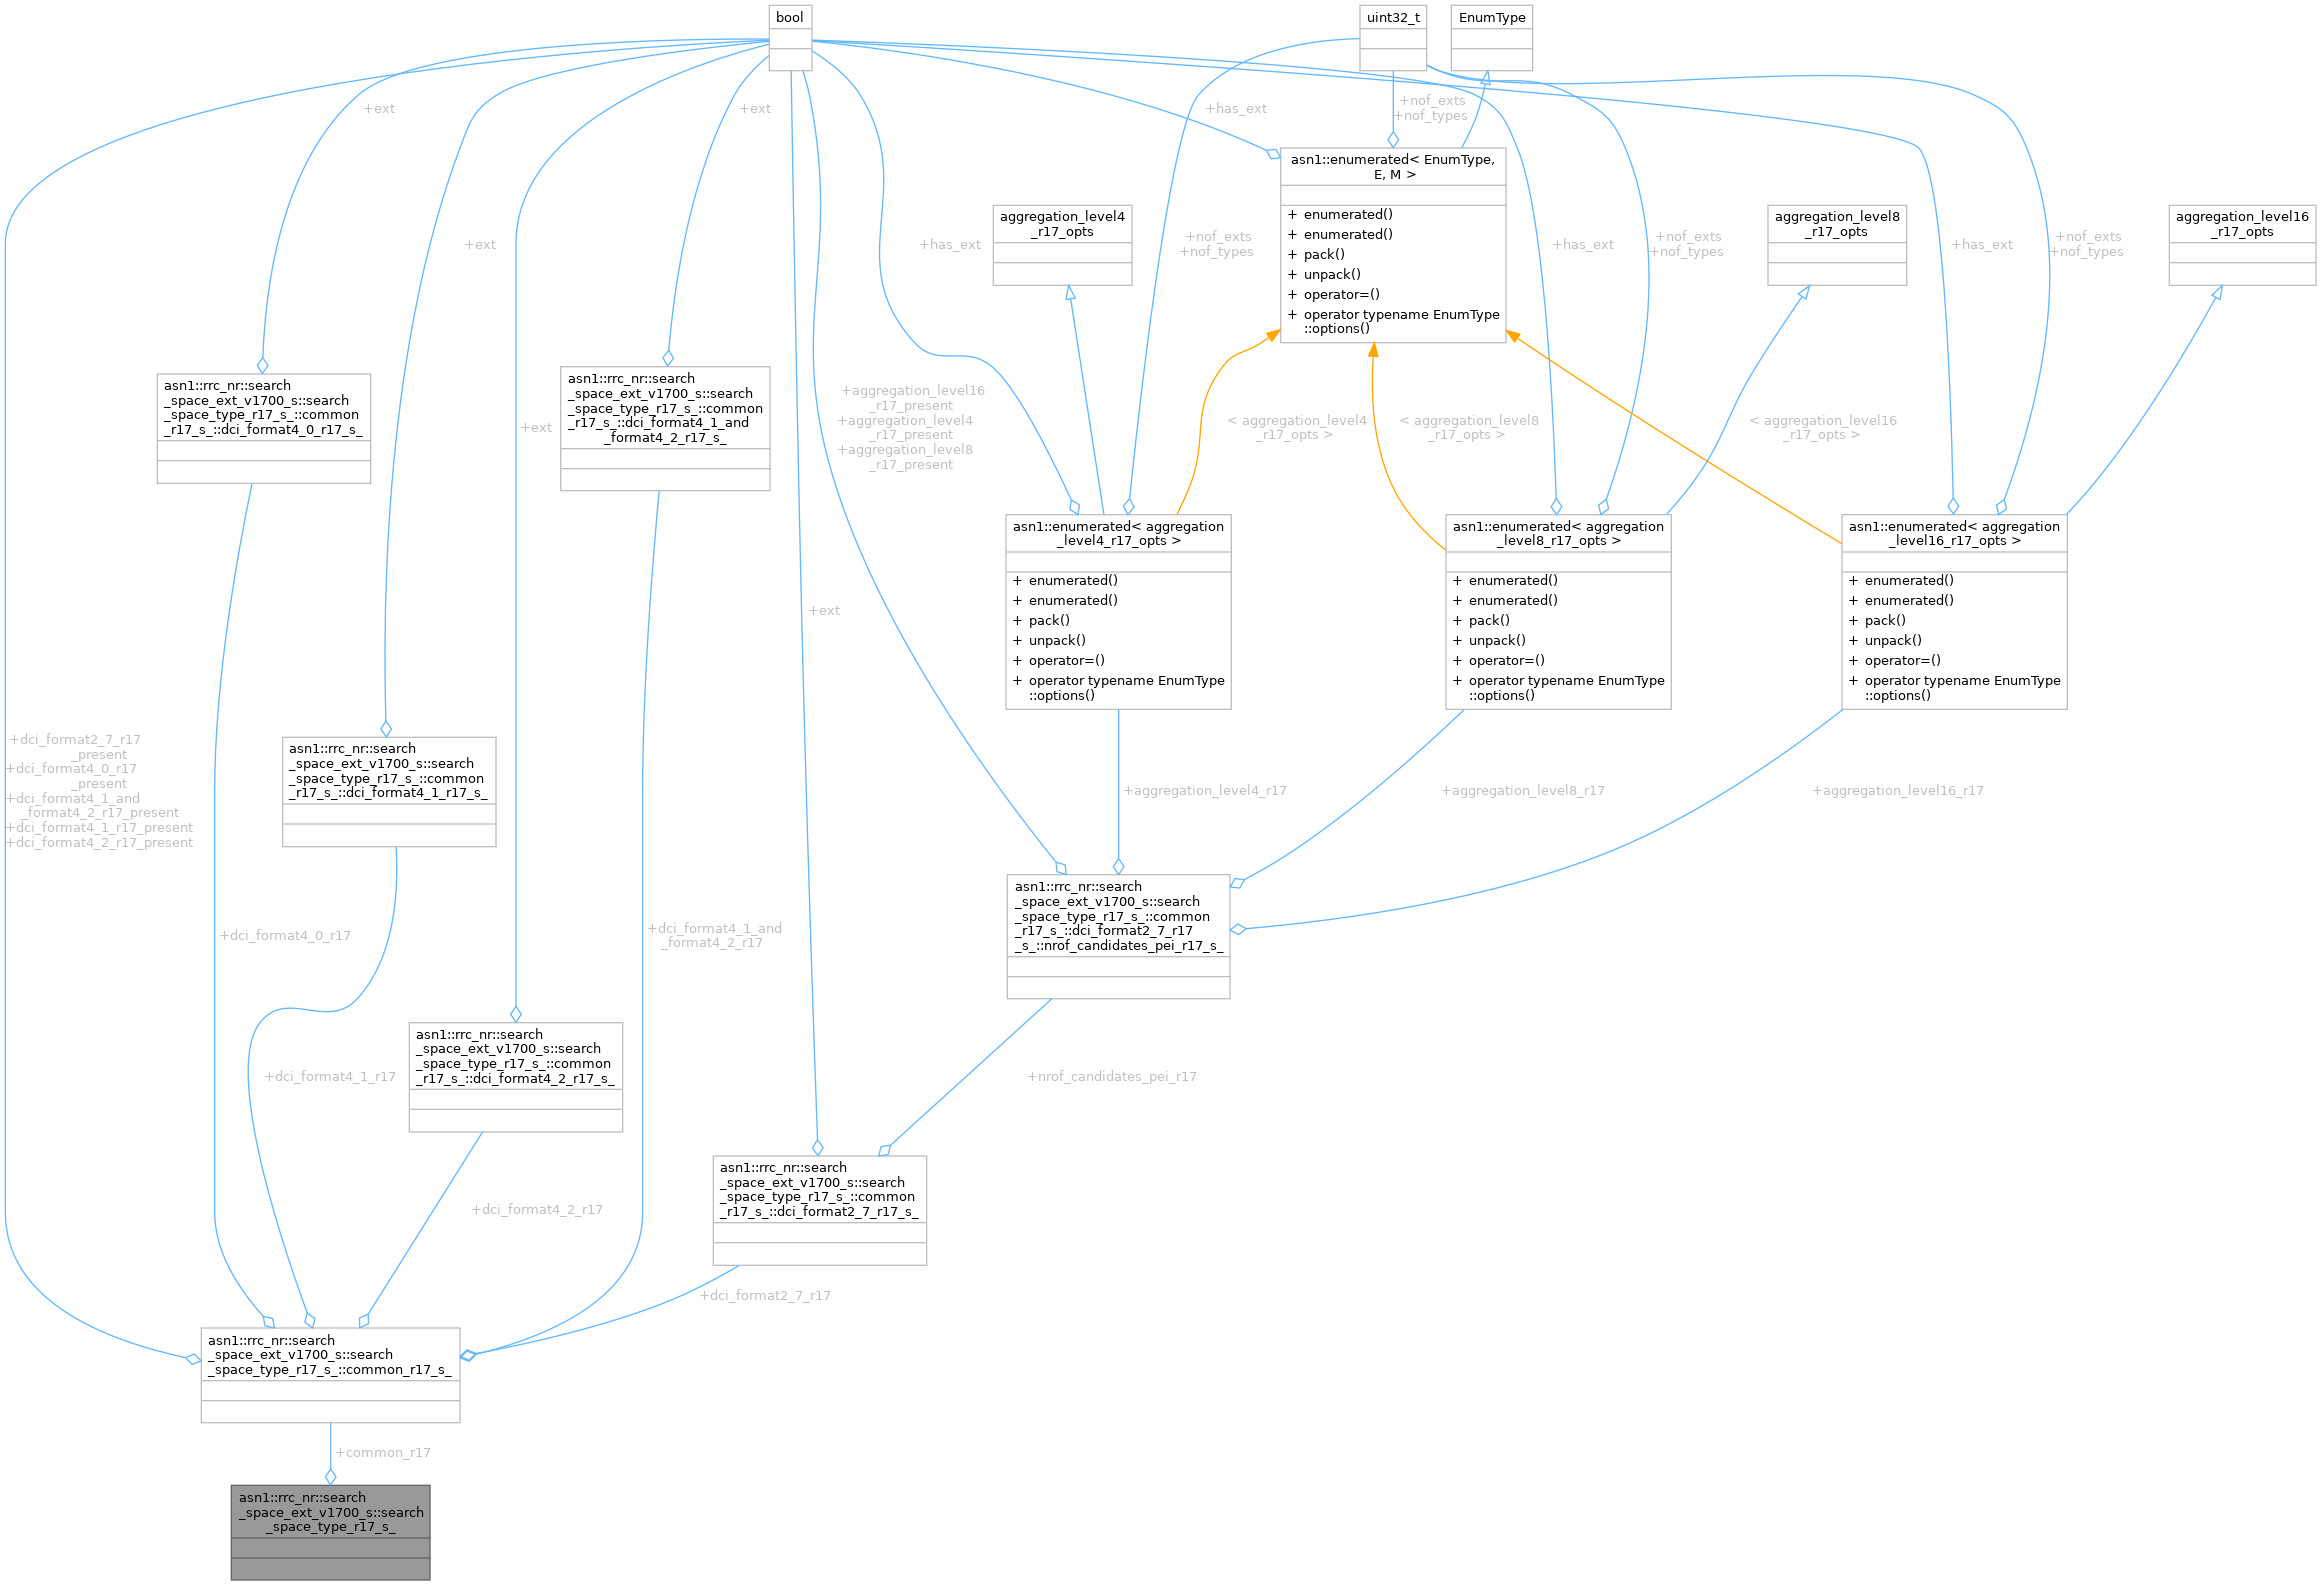 bool
uint32_t
EnumType
+ext
+ext
+has_ext
+nof_exts
+nof_types
asn1::enumerated< EnumType,
E, M >
+ enumerated()
+ enumerated()
+ pack()
+ unpack()
+ operator=()
+ operator typename EnumType
::options()
aggregation_level4
_r17_opts
aggregation_level8
_r17_opts
aggregation_level16
_r17_opts
+ext
+has_ext
+nof_exts
+nof_types
+has_ext
+nof_exts
+nof_types
+has_ext
+nof_exts
+nof_types
asn1::rrc_nr::search
_space_ext_v1700_s::search
_space_type_r17_s_::common
_r17_s_::dci_format4_0_r17_s_
+ext
asn1::rrc_nr::search
_space_ext_v1700_s::search
_space_type_r17_s_::common
_r17_s_::dci_format4_1_and
_format4_2_r17_s_
+aggregation_level16
_r17_present
+aggregation_level4
_r17_present
+aggregation_level8
_r17_present
< aggregation_level4
_r17_opts >
< aggregation_level8
_r17_opts >
< aggregation_level16
_r17_opts >
+ext
asn1::enumerated< aggregation
_level4_r17_opts >
+ enumerated()
+ enumerated()
+ pack()
+ unpack()
+ operator=()
+ operator typename EnumType
::options()
asn1::enumerated< aggregation
_level8_r17_opts >
+ enumerated()
+ enumerated()
+ pack()
+ unpack()
+ operator=()
+ operator typename EnumType
::options()
asn1::enumerated< aggregation
_level16_r17_opts >
+ enumerated()
+ enumerated()
+ pack()
+ unpack()
+ operator=()
+ operator typename EnumType
::options()
+dci_format2_7_r17
_present
+dci_format4_0_r17
_present
+dci_format4_1_and
_format4_2_r17_present
+dci_format4_1_r17_present
+dci_format4_2_r17_present
asn1::rrc_nr::search
_space_ext_v1700_s::search
_space_type_r17_s_::common
_r17_s_::dci_format4_1_r17_s_
+aggregation_level4_r17
+aggregation_level8_r17
+aggregation_level16_r17
+dci_format4_0_r17
+dci_format4_1_and
_format4_2_r17
asn1::rrc_nr::search
_space_ext_v1700_s::search
_space_type_r17_s_::common
_r17_s_::dci_format2_7_r17
_s_::nrof_candidates_pei_r17_s_
+dci_format4_1_r17
asn1::rrc_nr::search
_space_ext_v1700_s::search
_space_type_r17_s_::common
_r17_s_::dci_format4_2_r17_s_
+nrof_candidates_pei_r17
+dci_format4_2_r17
asn1::rrc_nr::search
_space_ext_v1700_s::search
_space_type_r17_s_::common
_r17_s_::dci_format2_7_r17_s_
+dci_format2_7_r17
asn1::rrc_nr::search
_space_ext_v1700_s::search
_space_type_r17_s_::common_r17_s_
+common_r17
asn1::rrc_nr::search
_space_ext_v1700_s::search
_space_type_r17_s_